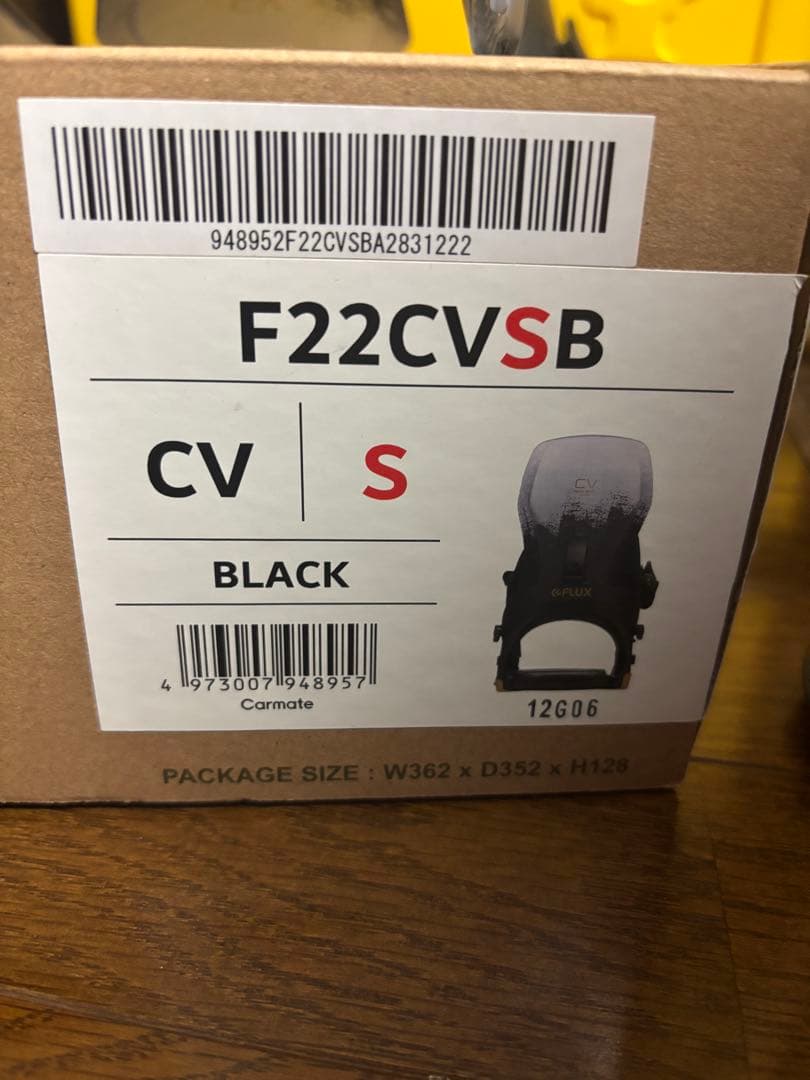 948952F22CVSBA2831222
F22CVSB
CV
S
BLACK
CV
FLUX
4 973007 948957
Carmate
12G06
PACKAGE SIZE : W362 x D352 x H128